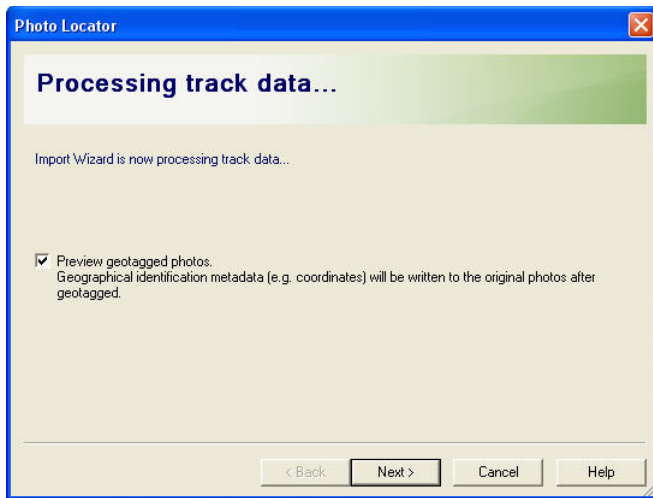 Photo Locator
Processing track data...
Import Wizard is now processing track data...
Preview geotagged photos.
Geographical identification metadata (e.g. coordinates) will be written to the original photos after
geotagged.
< Back
Next >
Cancel
Help